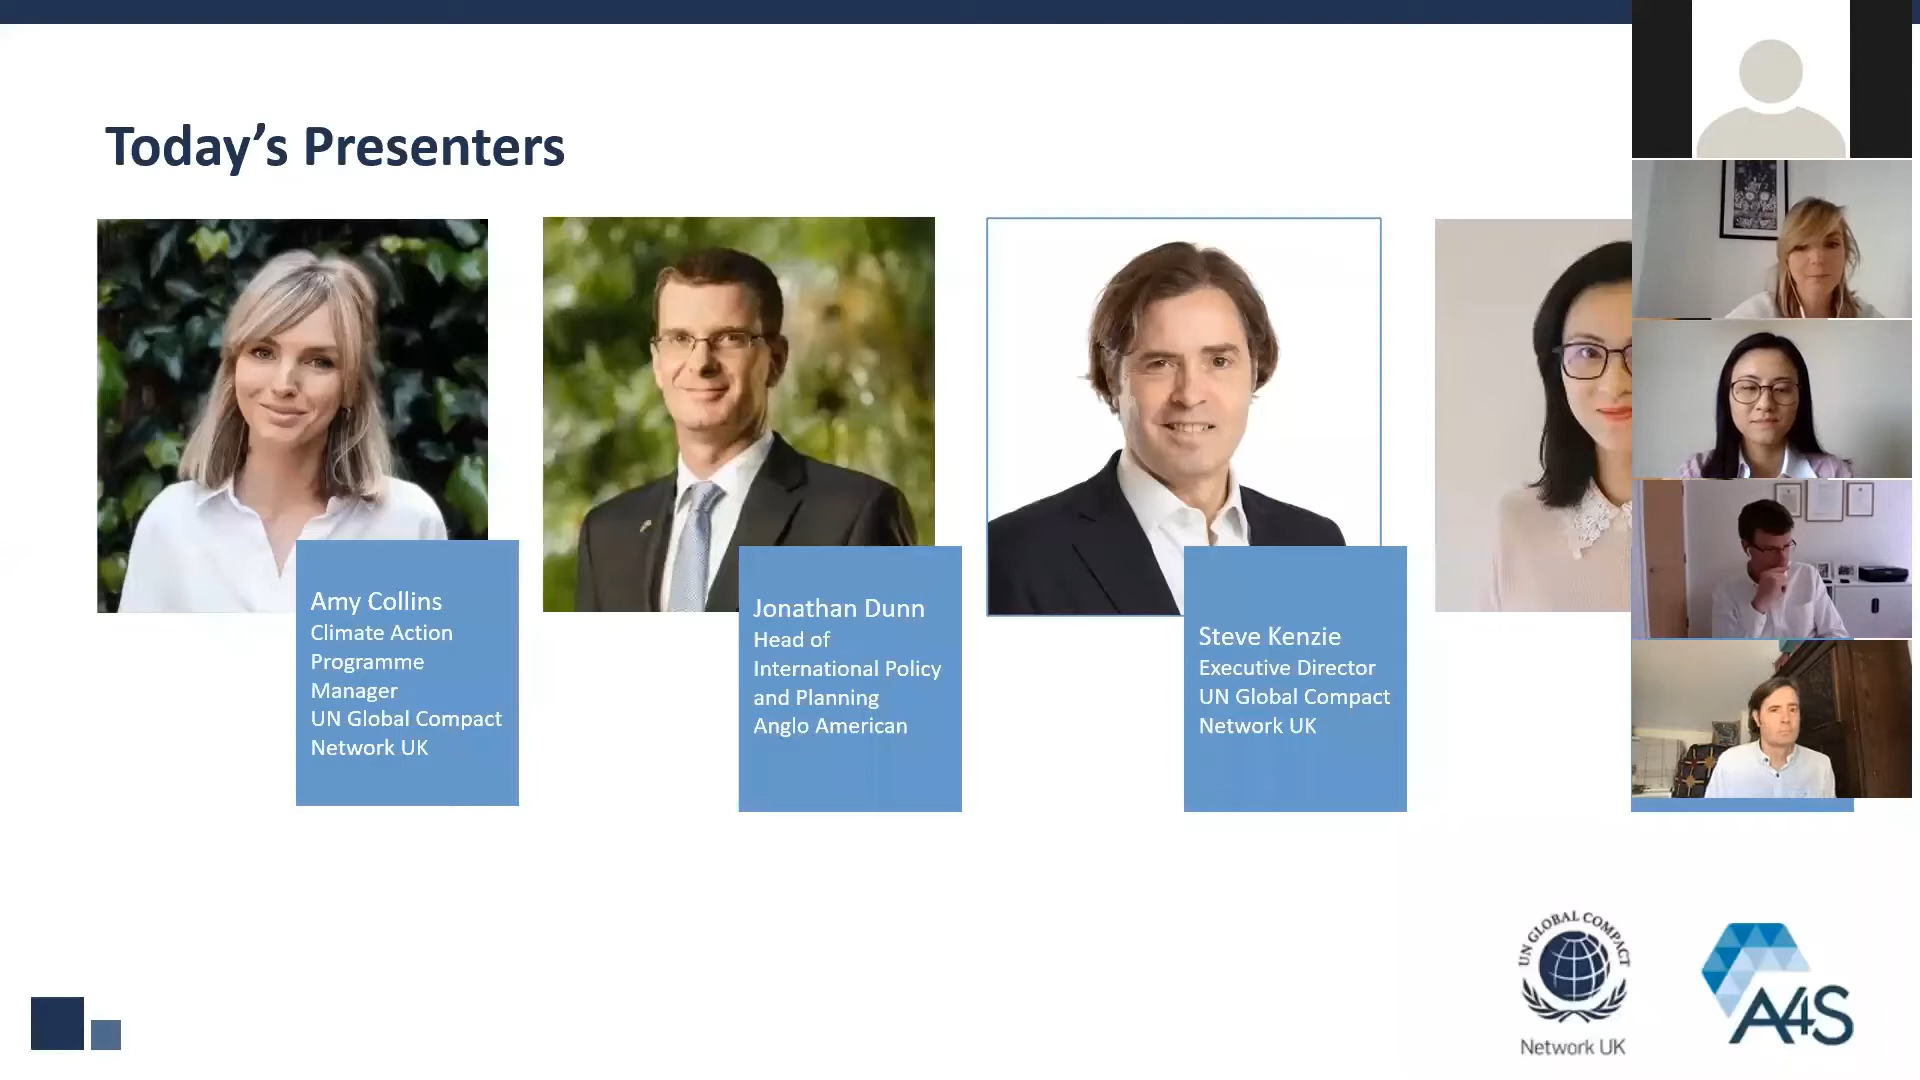 Today’s Presenters
Amy Collins
Climate Action
Programme
Manager
UN Global Compact
Network UK
Jonathan Dunn
Head of
International Policy
and Planning
Anglo American
Steve Kenzie
Executive Director
UN Global Compact
Network UK
UN GLOBAL COMPACT
Network UK
A4S